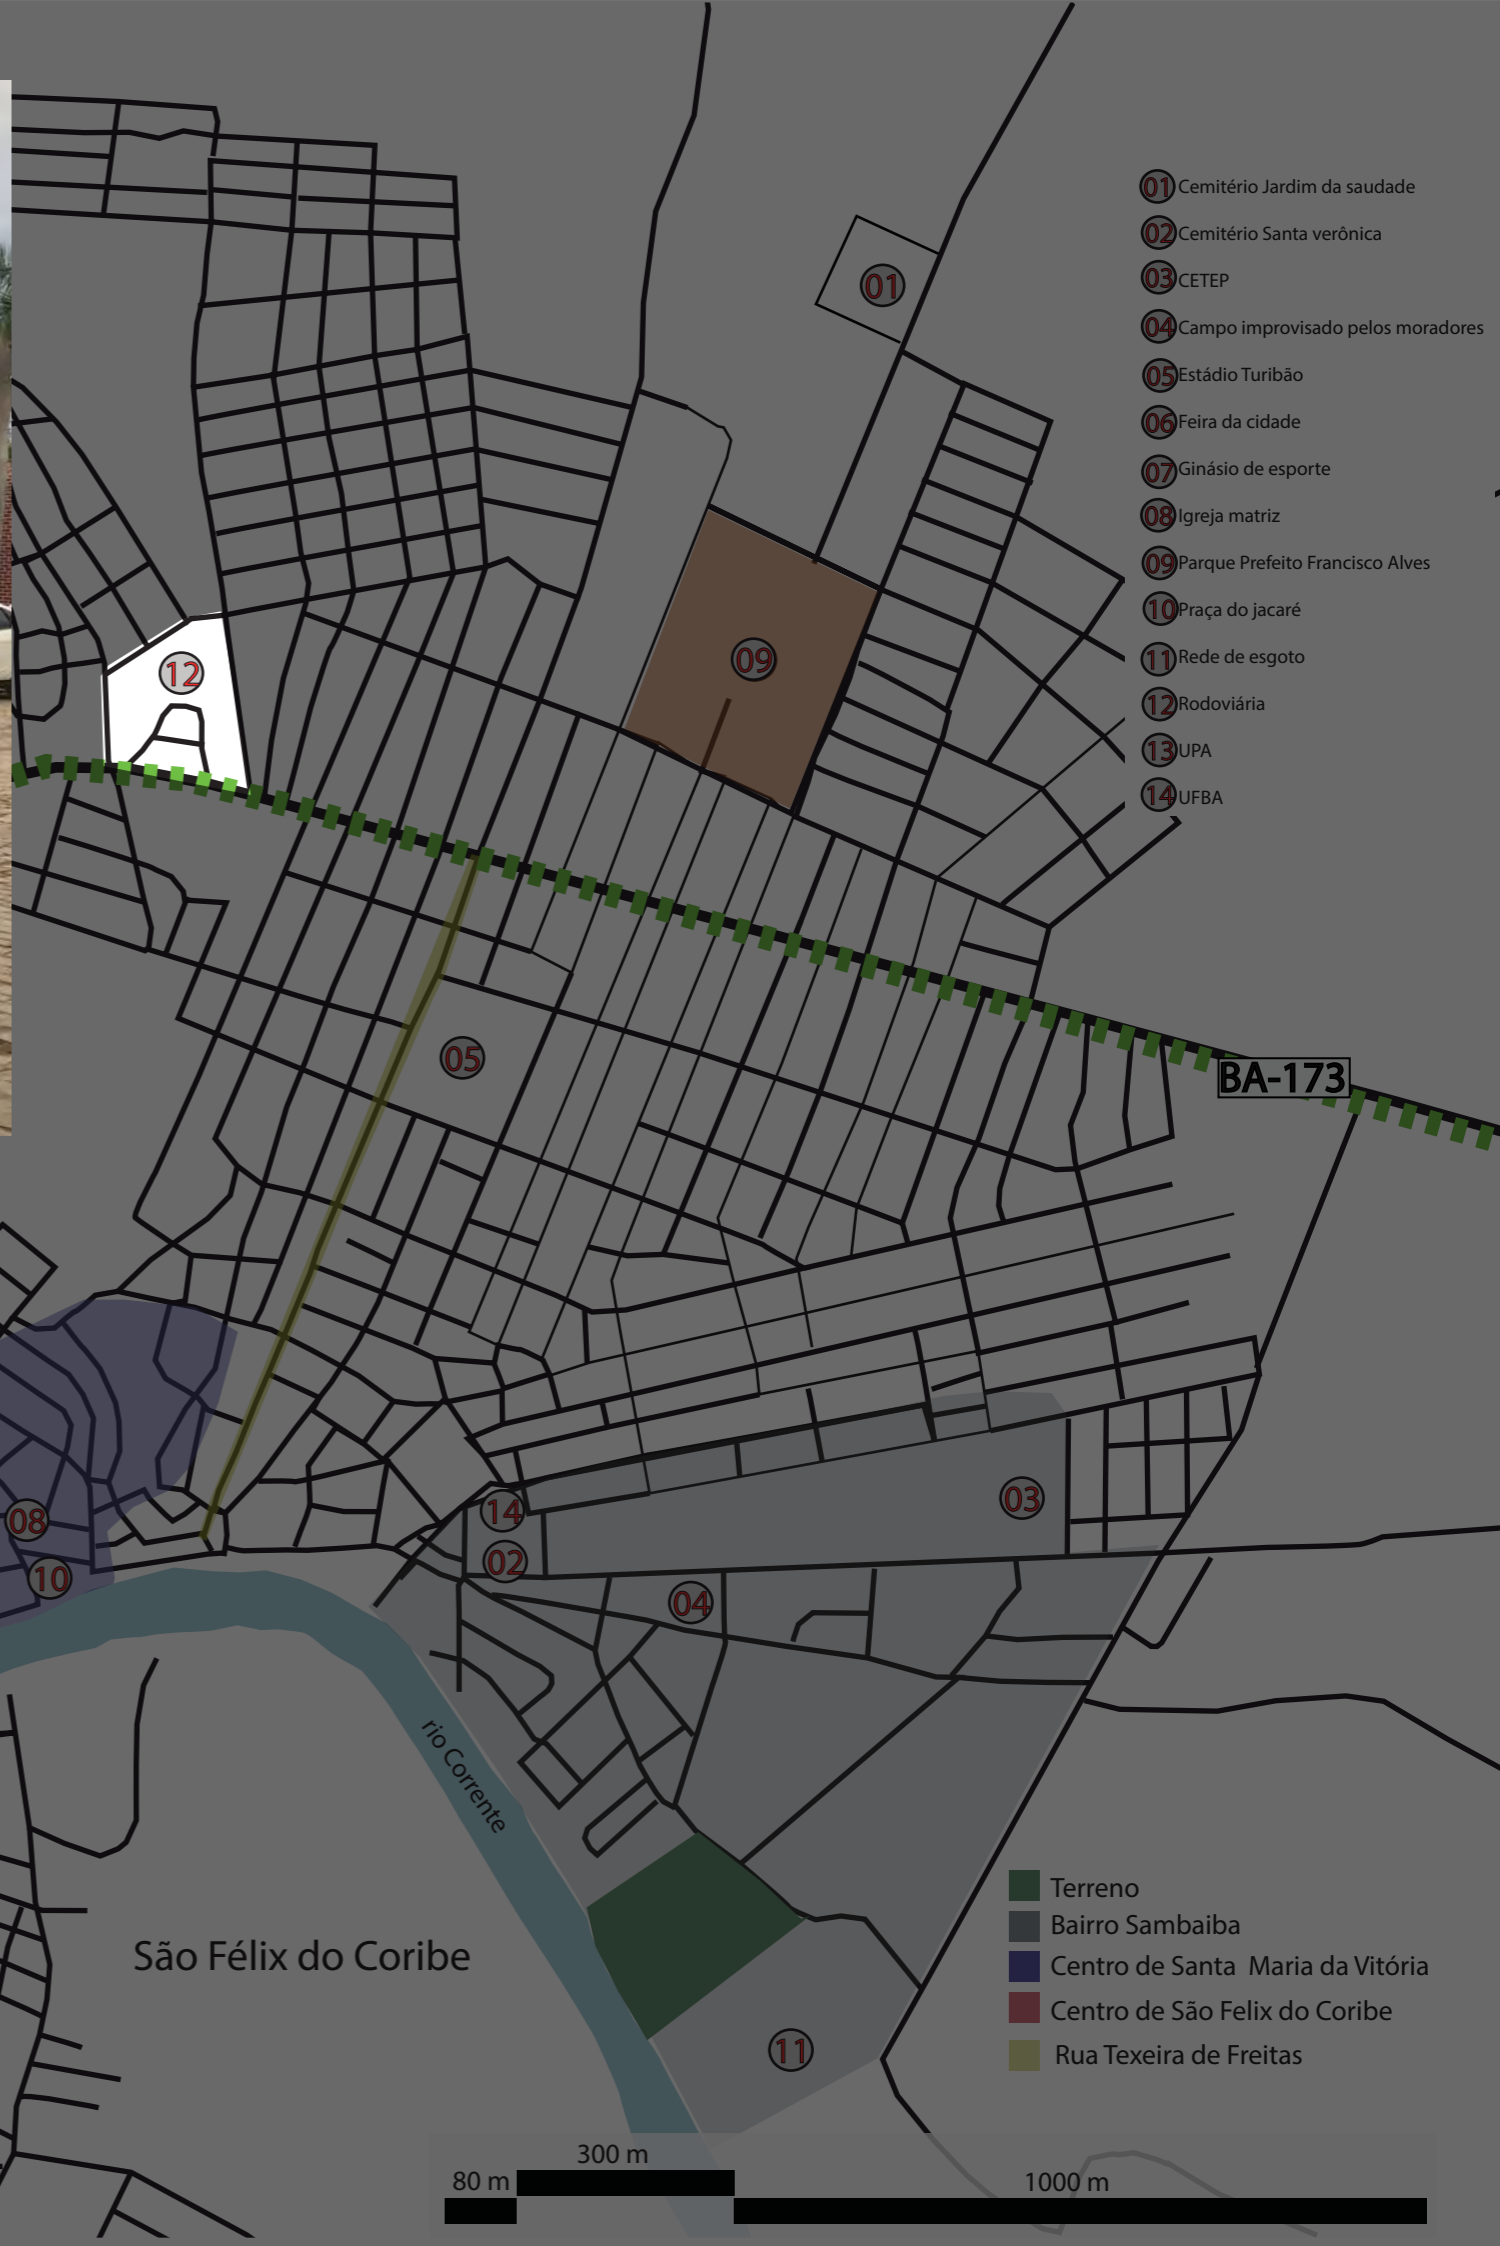 01 Cemitério Jardim da saudade
02 Cemitério Santa verônica
03 CETEP
04 Campo improvisado pelos moradores
05 Estádio Turibão
06 Feira da cidade
07 Ginásio de esporte
08 Igreja matriz
09 Parque Prefeito Francisco Alves
10 Praça do jacaré
11 Rede de esgoto
12 Rodoviária
13 UPA
14 UFBA
01
09
12
05
BA-173
03
14
02
08
10
04
rio Corrente
São Félix do Coribe
11
Terreno
Bairro Sambaiba
Centro de Santa Maria da Vitória
Centro de São Felix do Coribe
Rua Texeira de Freitas
80 m
300 m
1000 m